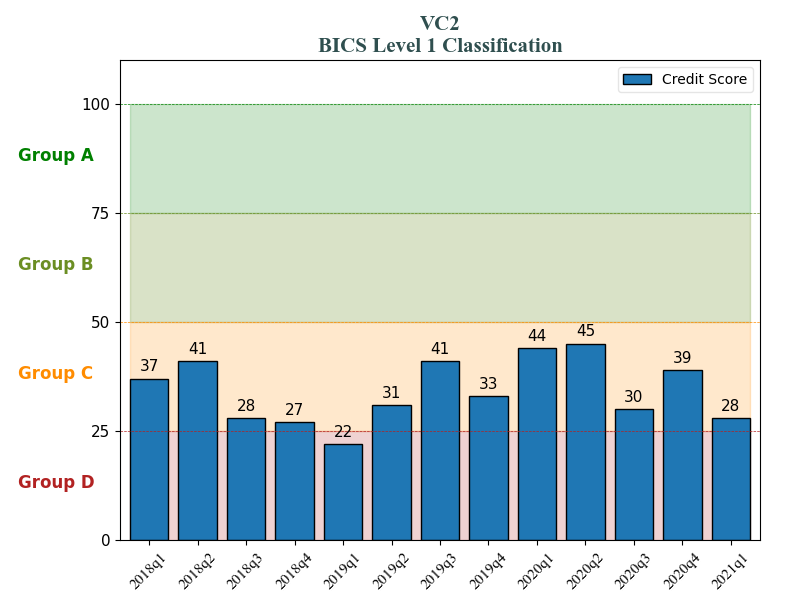 VC2
BICS Level 1 Classification
Credit Score
100
Group A
75
Group B
50
Group C
25
Group D
0
37
41
28
27
22
31
41
33
44
45
30
39
28
2018q1
2018q2
2018q3
2018q4
2019q1
2019q2
2019q3
2019q4
2020q1
2020q2
2020q3
2020q4
2021q1